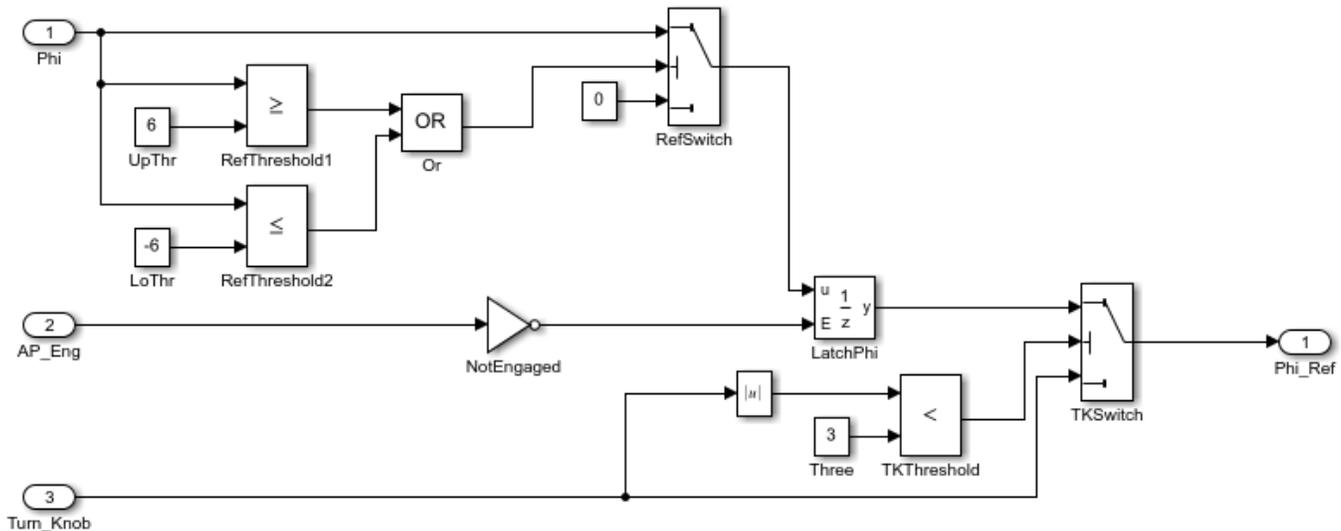 1
Phi
≥
6
UpThr
RefThreshold1
OR
Or
0
RefSwitch
≤
-6
LoThr
RefThreshold2
2
AP_Eng
NotEngaged
u
1
z
y
E
LatchPhi
|u|
3
Three
<
TKThreshold
TKSwitch
1
Phi_Ref
3
Turn_Knob